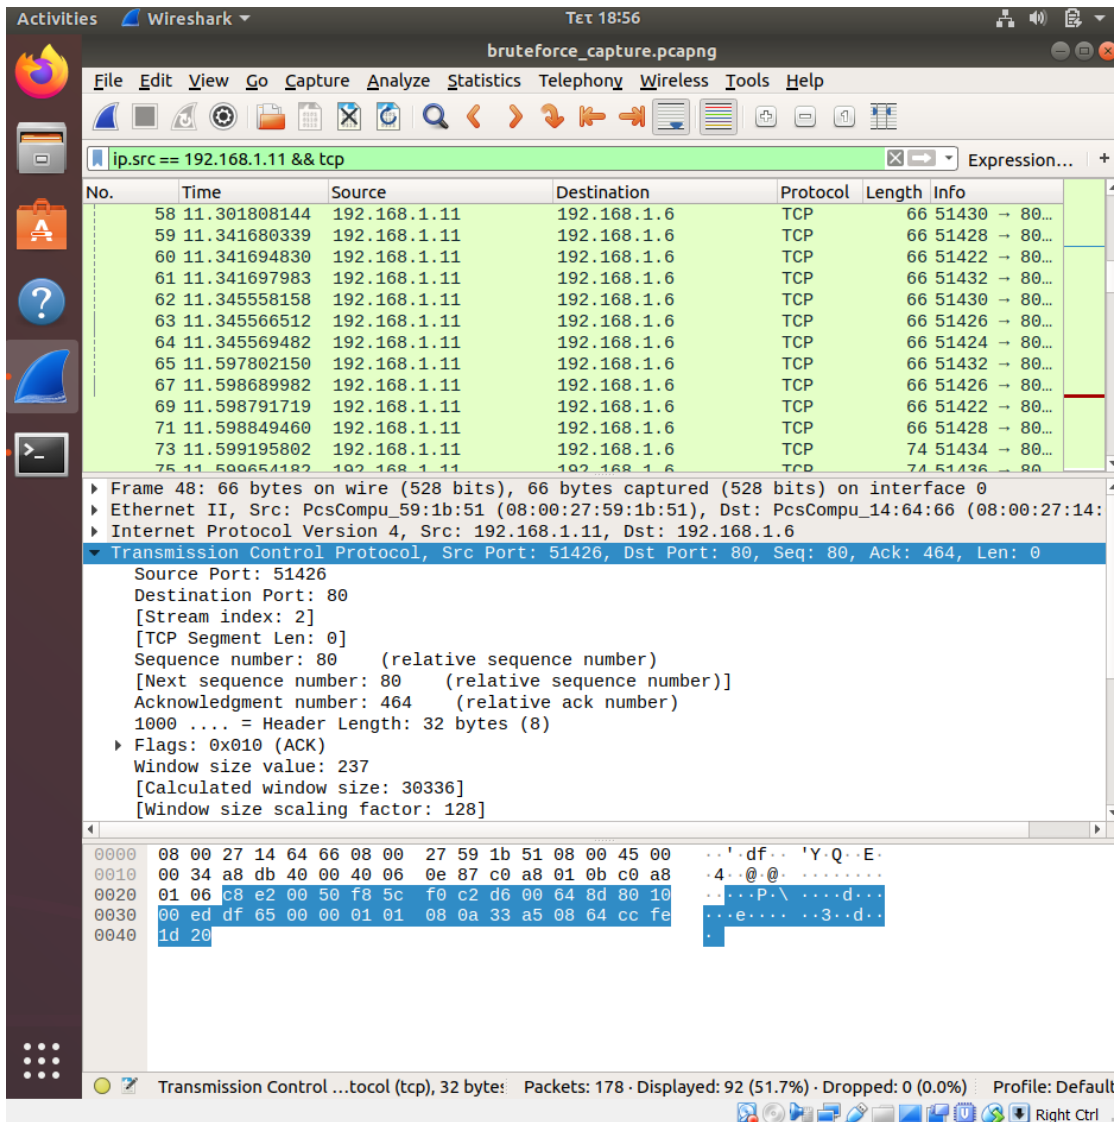 Activities Wireshark Τετ 18:56
bruteforce_capture.pcapng
File Edit View Go Capture Analyze Statistics Telephony Wireless Tools Help
ip.src == 192.168.1.11 && tcp Expression… +
No. Time Source Destination Protocol Length Info
58 11.301808144 192.168.1.11 192.168.1.6 TCP 66 51430 → 80…
59 11.341680339 192.168.1.11 192.168.1.6 TCP 66 51428 → 80…
60 11.341694830 192.168.1.11 192.168.1.6 TCP 66 51422 → 80…
61 11.341697983 192.168.1.11 192.168.1.6 TCP 66 51432 → 80…
62 11.345558158 192.168.1.11 192.168.1.6 TCP 66 51430 → 80…
63 11.345566512 192.168.1.11 192.168.1.6 TCP 66 51426 → 80…
64 11.345569482 192.168.1.11 192.168.1.6 TCP 66 51424 → 80…
65 11.597802150 192.168.1.11 192.168.1.6 TCP 66 51432 → 80…
67 11.598689982 192.168.1.11 192.168.1.6 TCP 66 51426 → 80…
69 11.598791719 192.168.1.11 192.168.1.6 TCP 66 51422 → 80…
71 11.598849460 192.168.1.11 192.168.1.6 TCP 66 51428 → 80…
73 11.599195802 192.168.1.11 192.168.1.6 TCP 74 51434 → 80…
75 11.599654182 192.168.1.11 192.168.1.6 TCP 74 51436 → 80…
Frame 48: 66 bytes on wire (528 bits), 66 bytes captured (528 bits) on interface 0
Ethernet II, Src: PcsCompu_59:1b:51 (08:00:27:59:1b:51), Dst: PcsCompu_14:64:66 (08:00:27:14:
Internet Protocol Version 4, Src: 192.168.1.11, Dst: 192.168.1.6
Transmission Control Protocol, Src Port: 51426, Dst Port: 80, Seq: 80, Ack: 464, Len: 0
Source Port: 51426
Destination Port: 80
[Stream index: 2]
[TCP Segment Len: 0]
Sequence number: 80 (relative sequence number)
[Next sequence number: 80 (relative sequence number)]
Acknowledgment number: 464 (relative ack number)
1000 .... = Header Length: 32 bytes (8)
Flags: 0x010 (ACK)
Window size value: 237
[Calculated window size: 30336]
[Window size scaling factor: 128]
0000 08 00 27 14 64 66 08 00 27 59 1b 51 08 00 45 00 ··'·df·· 'Y·Q··E·
0010 00 34 a8 db 40 00 40 06 0e 87 c0 a8 01 0b c0 a8 ·4··@·@· ········
0020 01 06 c8 e2 00 50 f8 5c f0 c2 d6 00 64 8d 80 10 ·····P·\ ····d···
0030 00 ed df 65 00 00 01 01 08 0a 33 a5 08 64 cc fe ···e···· ··3··d··
0040 1d 20 ·
Transmission Control …tocol (tcp), 32 bytes Packets: 178 · Displayed: 92 (51.7%) · Dropped: 0 (0.0%) Profile: Default
Right Ctrl